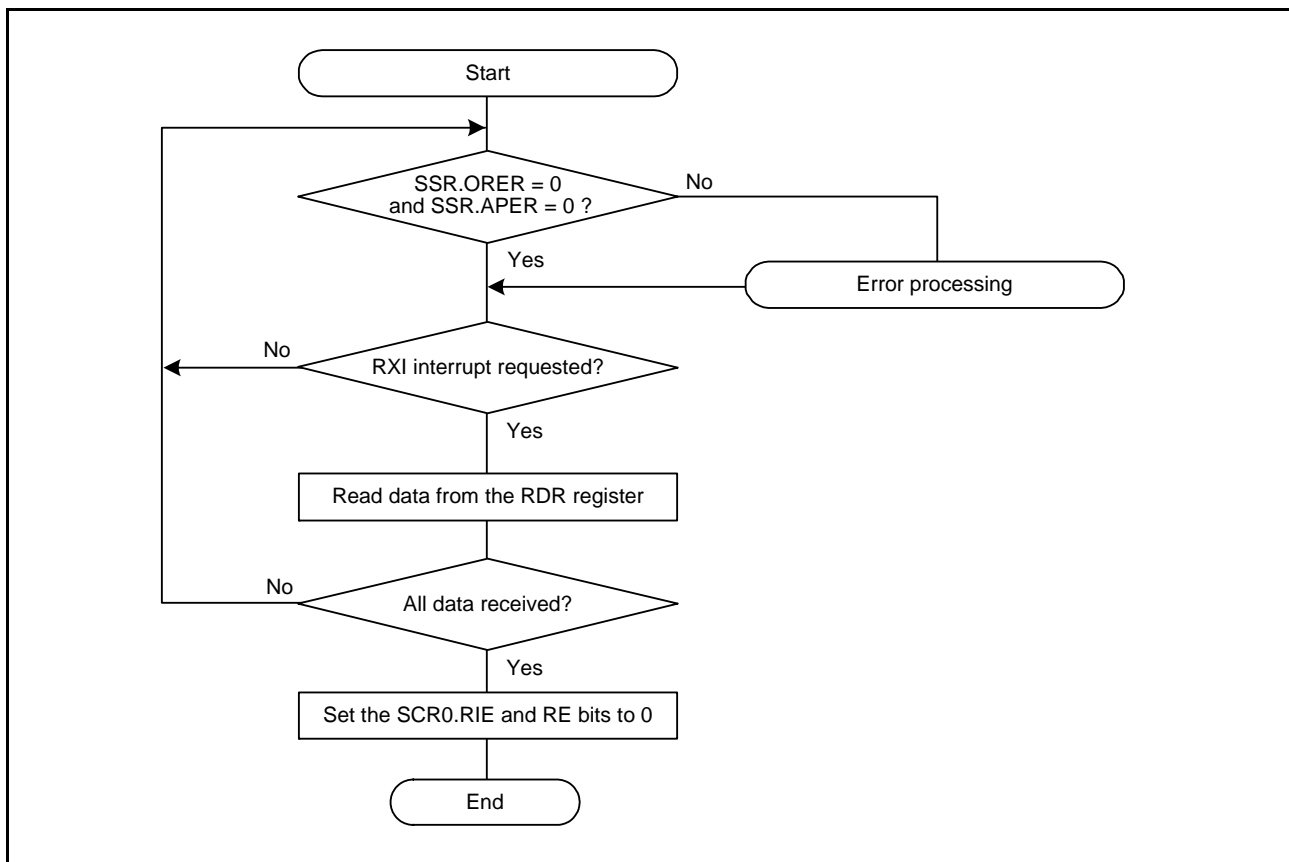 Start
SSR.ORER = 0
and SSR.APER = 0 ?
No
Yes
Error processing
No
RXI interrupt requested?
Yes
Read data from the RDR register
No
All data received?
Yes
Set the SCR0.RIE and RE bits to 0
End